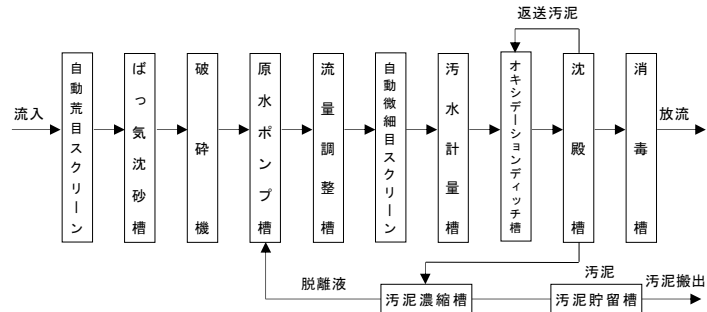 返送汚泥
流入
自動荒目スクリーン
ばっ気沈砂槽
破砕機
原水ポンプ槽
流量調整槽
自動微細目スクリーン
汚水計量槽
オキシデーションディッチ槽
沈殿槽
消毒槽
放流
脱離液
汚泥濃縮槽
汚泥
汚泥貯留槽
汚泥搬出